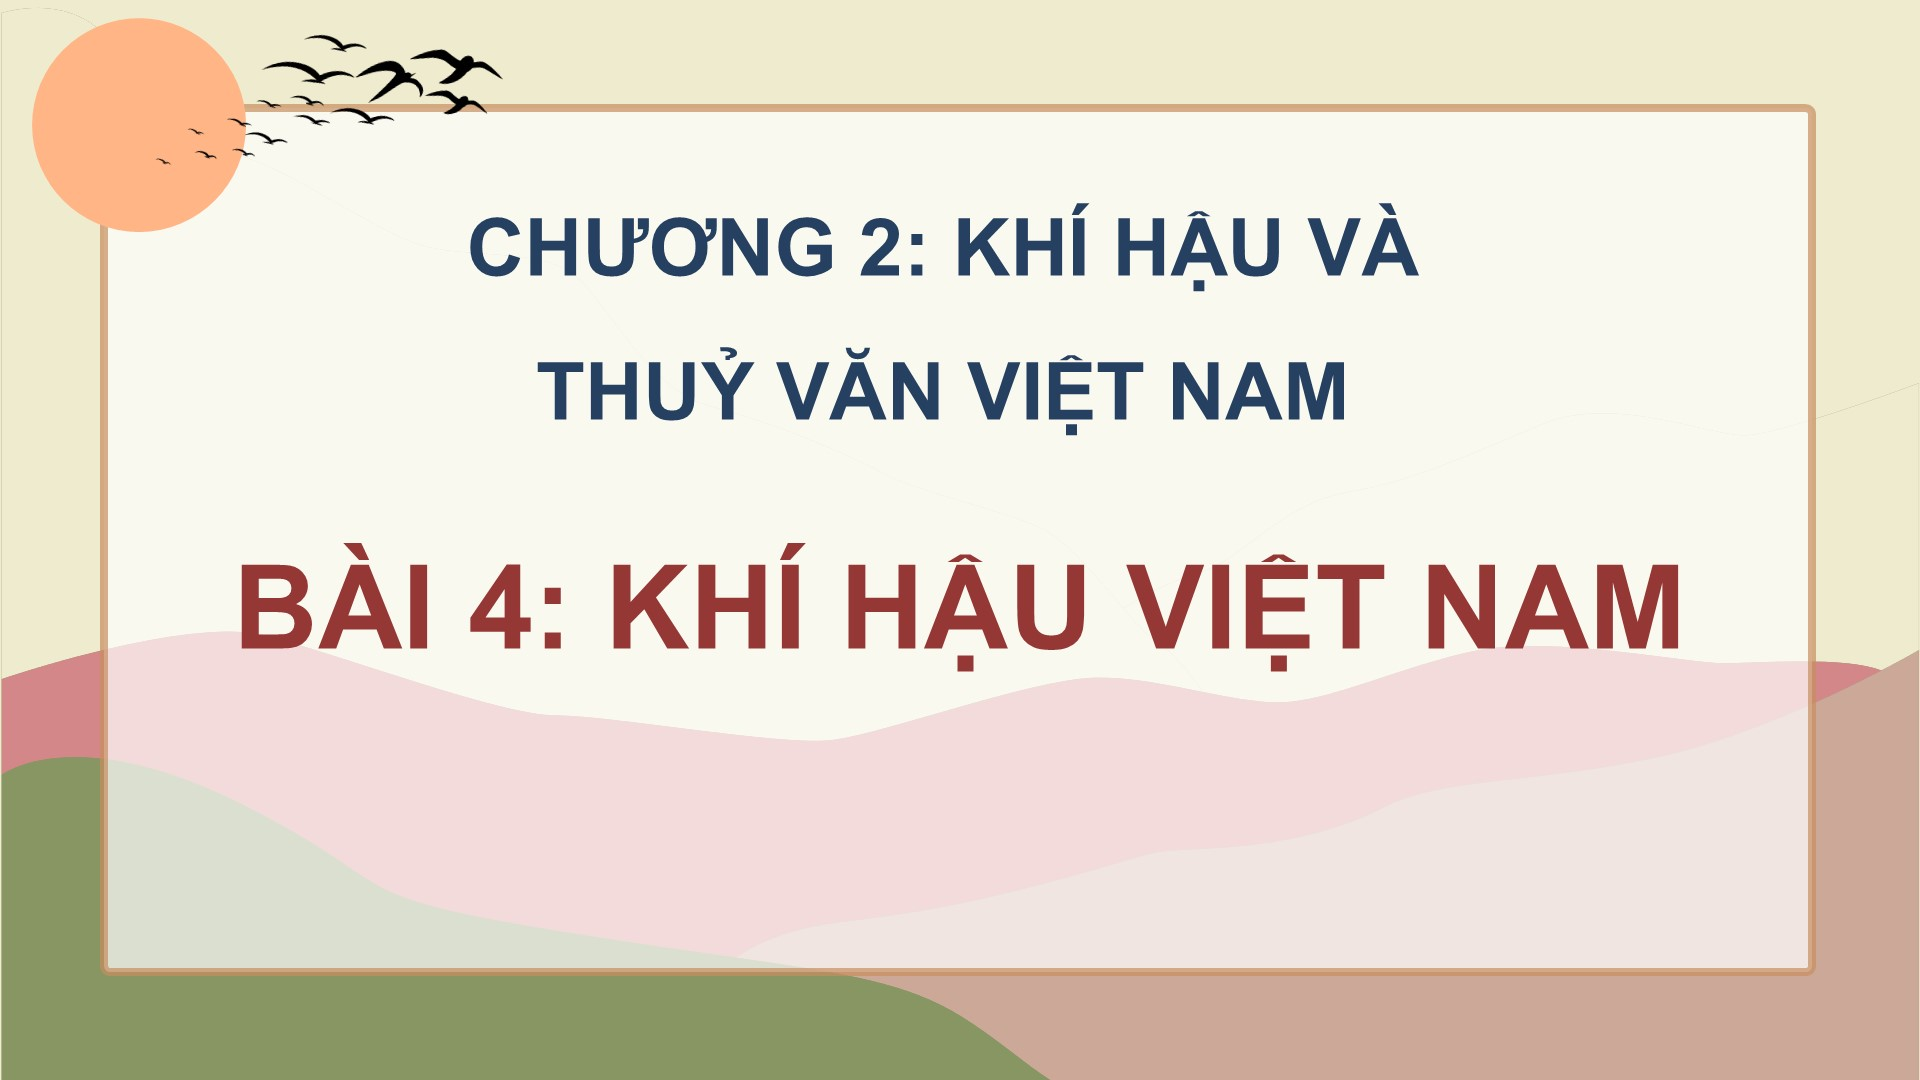 CHƯƠNG 2: KHÍ HẬU VÀ
THUỶ VĂN VIỆT NAM
BÀI 4: KHÍ HẬU VIỆT NAM